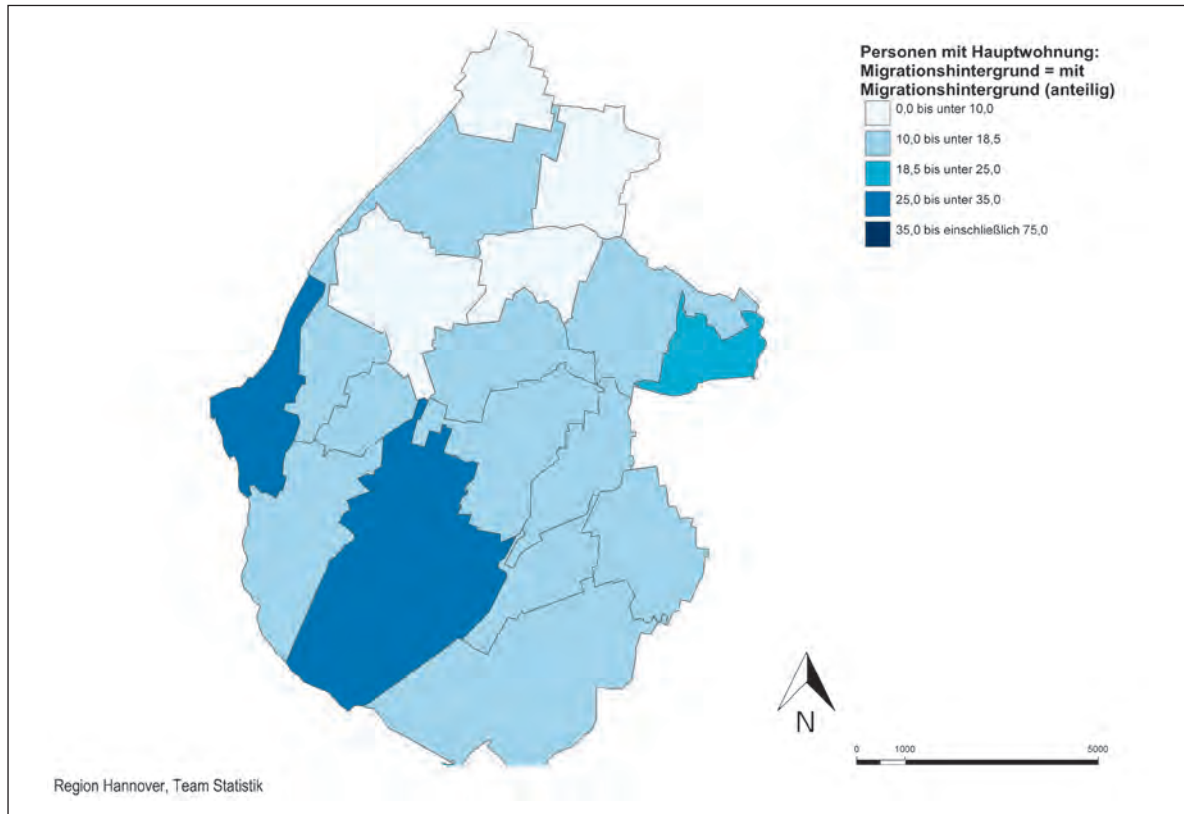 Personen mit Hauptwohnung:
Migrationshintergrund = mit
Migrationshintergrund (anteilig)
0,0 bis unter 10,0
10,0 bis unter 18,5
18,5 bis unter 25,0
25,0 bis unter 35,0
35,0 bis einschließlich 75,0
N
0 1000 5000
Region Hannover, Team Statistik